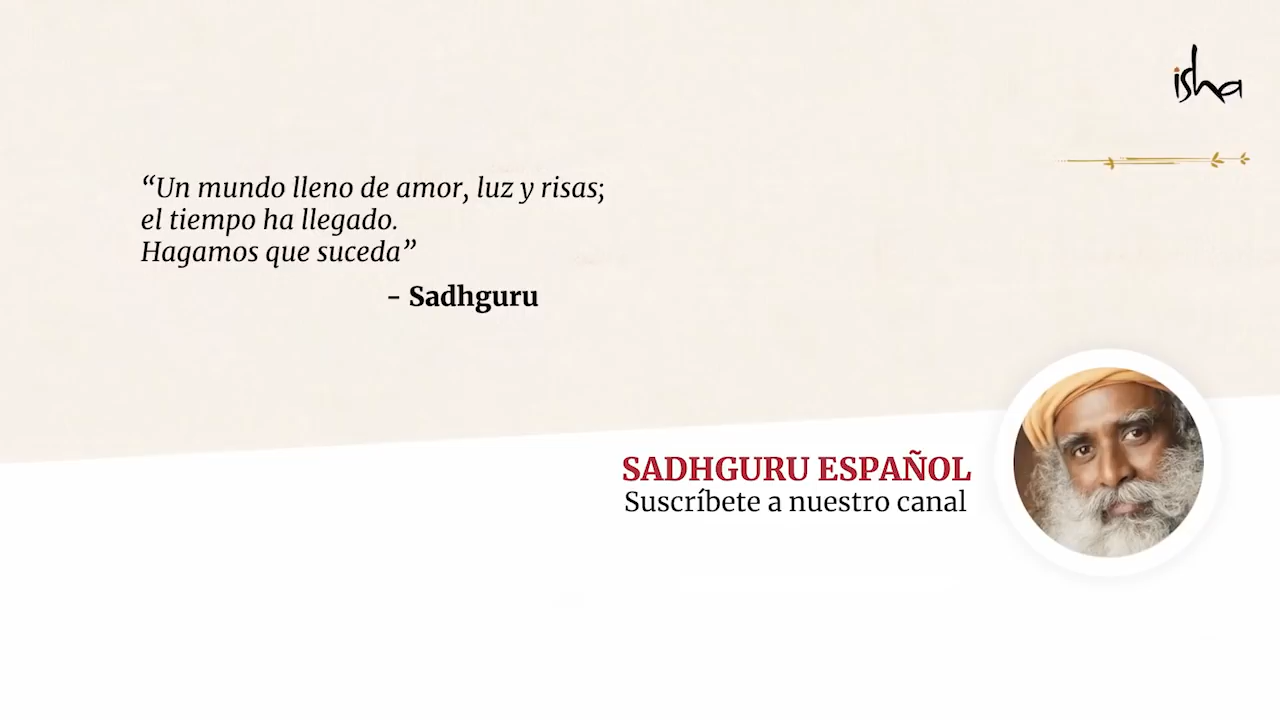 isha
“Un mundo lleno de amor, luz y risas;
el tiempo ha llegado.
Hagamos que suceda”
- Sadhguru
SADHGURU ESPAÑOL
Suscríbete a nuestro canal